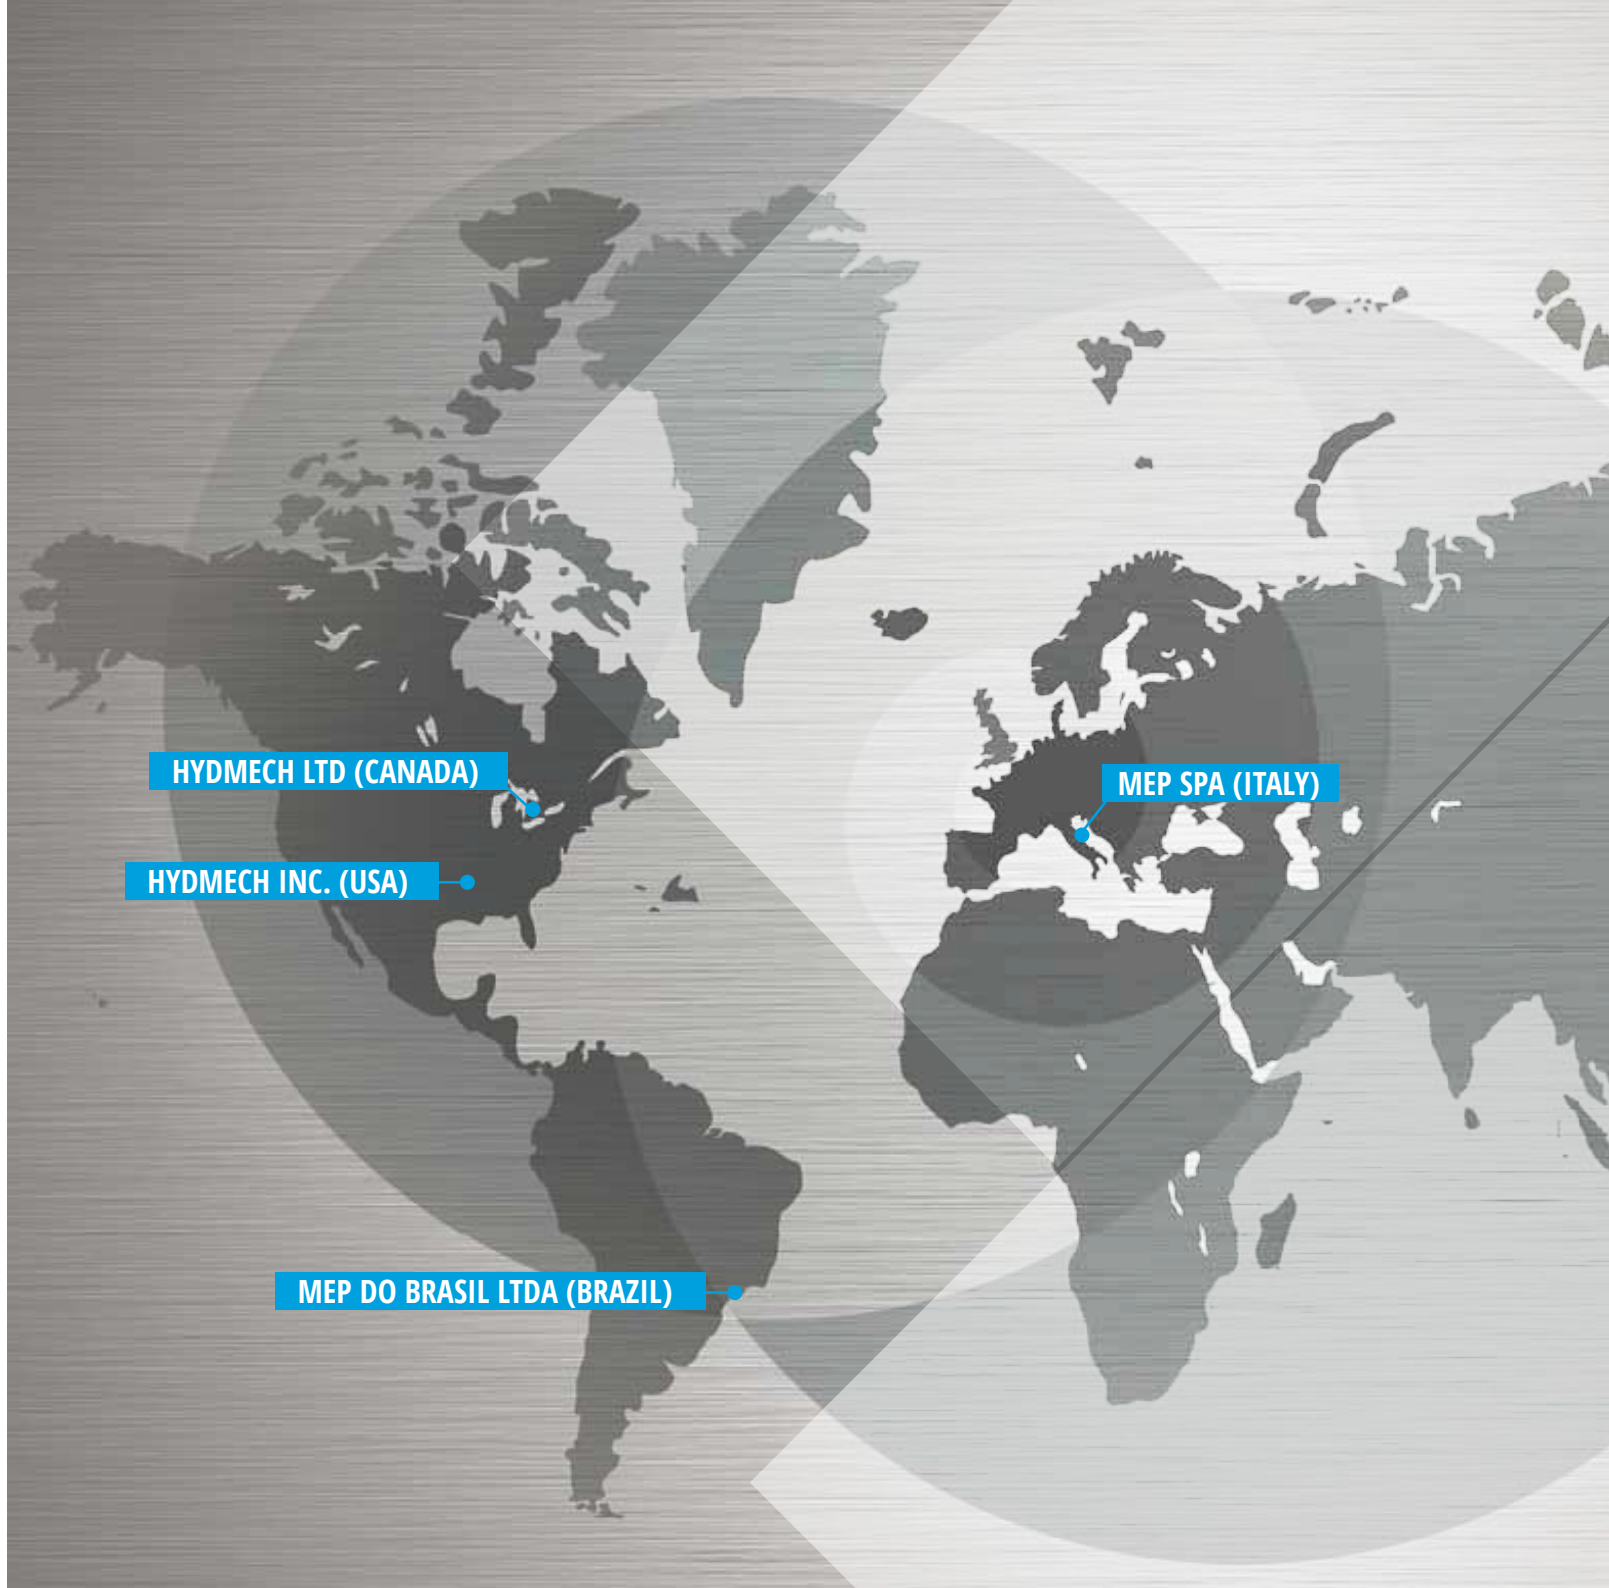 HYDMECH LTD (CANADA)
MEP SPA (ITALY)
HYDMECH INC. (USA)
MEP DO BRASIL LTDA (BRAZIL)